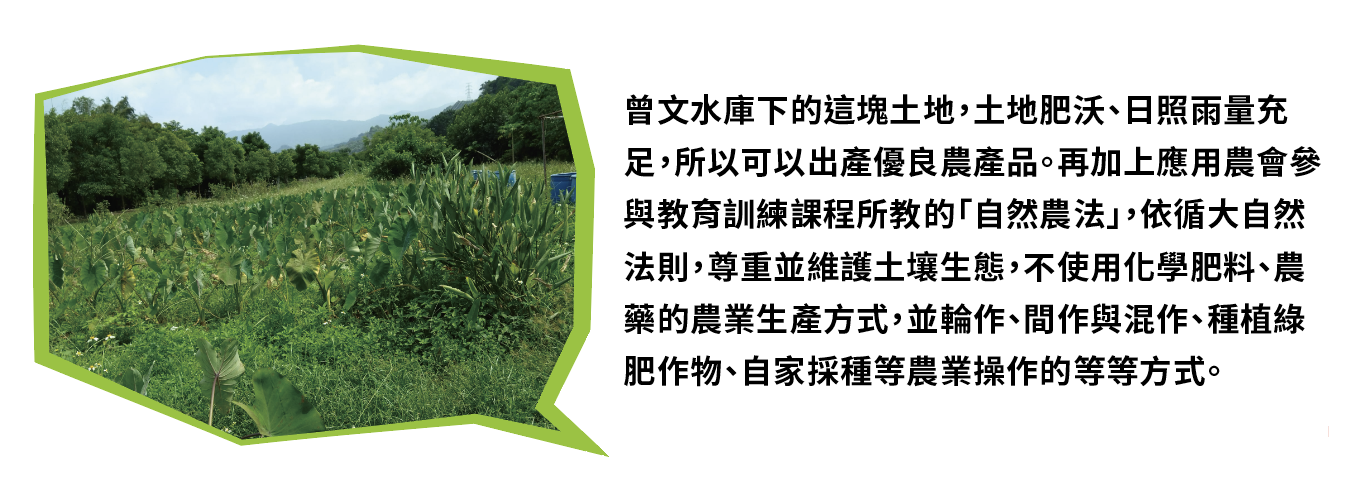 曾文水庫下的這塊土地，土地肥沃、日照雨量充
足，所以可以出產優良農產品。再加上應用農會參
與教育訓練課程所教的「自然農法」，依循大自然
法則，尊重並維護土壤生態，不使用化學肥料、農
藥的農業生產方式，並輪作、間作與混作、種植綠
肥作物、自家採種等農業操作的等等方式。